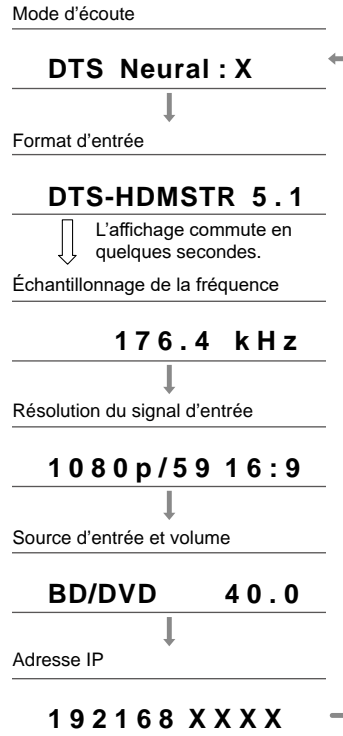 Mode d'écoute
DTS Neural : X
Format d'entrée
DTS-HDMSTR 5.1
L'affichage commute en
quelques secondes.
Échantillonnage de la fréquence
176.4 kHz
Résolution du signal d'entrée
1080p/59 16:9
Source d'entrée et volume
BD/DVD 40.0
Adresse IP
192168XXXX